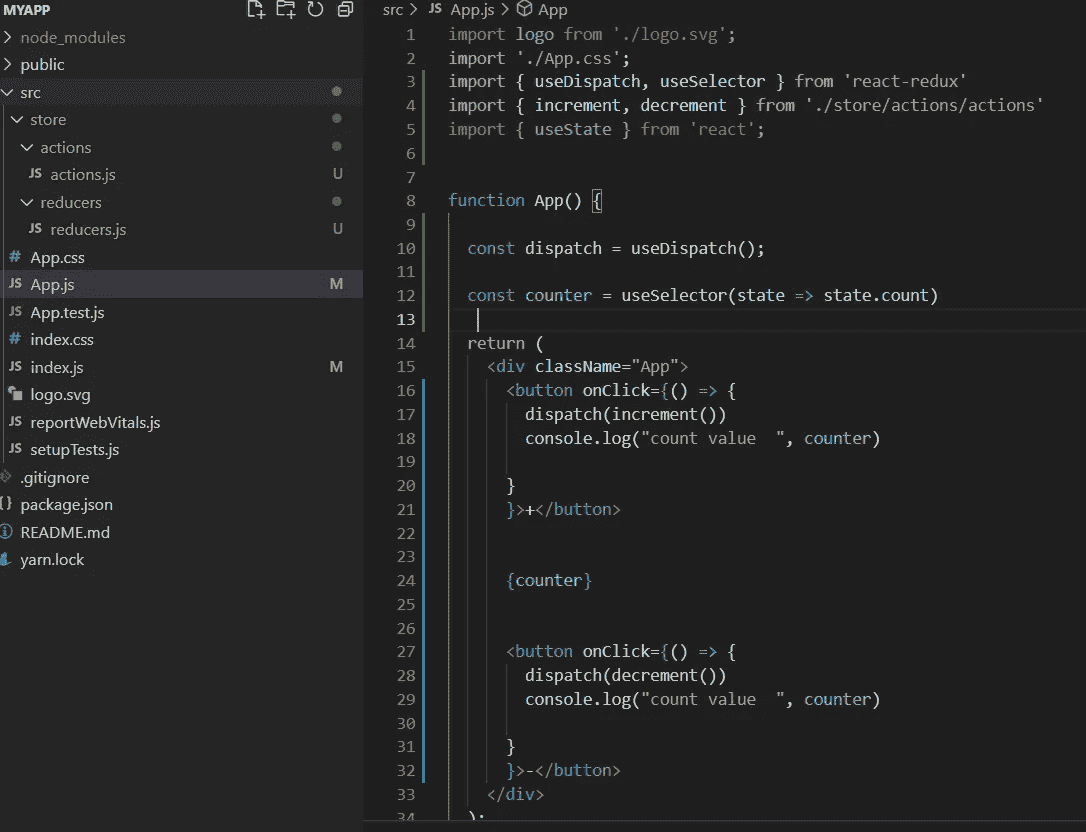 MYAPP
node_modules
public
src
store
actions
JS actions.js U
reducers
JS reducers.js U
# App.css
JS App.js M
JS App.test.js
# index.css
JS index.js M
logo.svg
JS reportWebVitals.js
JS setupTests.js
.gitignore
{} package.json
README.md
yarn.lock
src > JS App.js > App
1 import logo from './logo.svg';
2 import './App.css';
3 import { useDispatch, useSelector } from 'react-redux'
4 import { increment, decrement } from './store/actions/actions'
5 import { useState } from 'react';
6
7
8 function App() {
9
10 const dispatch = useDispatch();
11
12 const counter = useSelector(state => state.count)
13
14 return (
15 <div className="App">
16 <button onClick={() => {
17 dispatch(increment())
18 console.log("count value  ", counter)
19
20 }
21 }>+</button>
22
23
24 {counter}
25
26
27 <button onClick={() => {
28 dispatch(decrement())
29 console.log("count value  ", counter)
30
31 }
32 }>-</button>
33 </div>
34 );